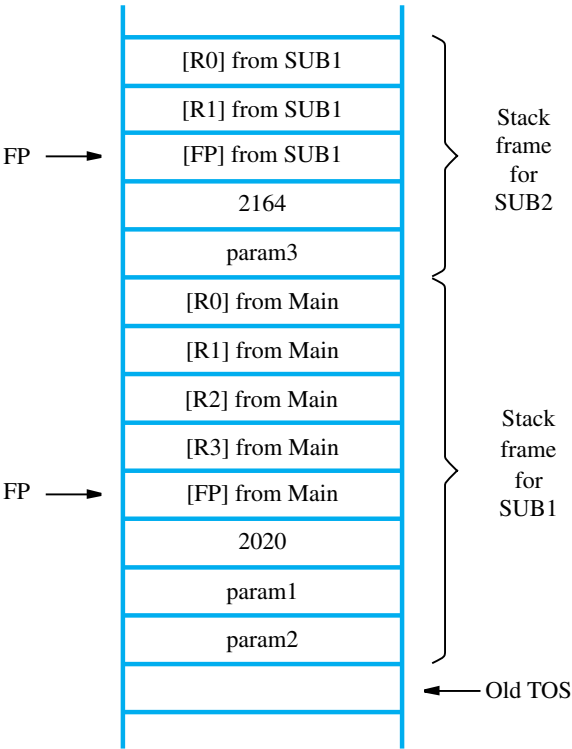 [R0] from SUB1
[R1] from SUB1
FP
[FP] from SUB1
2164
param3
Stack
frame
for
SUB2
[R0] from Main
[R1] from Main
[R2] from Main
[R3] from Main
FP
[FP] from Main
2020
param1
param2
Stack
frame
for
SUB1
Old TOS